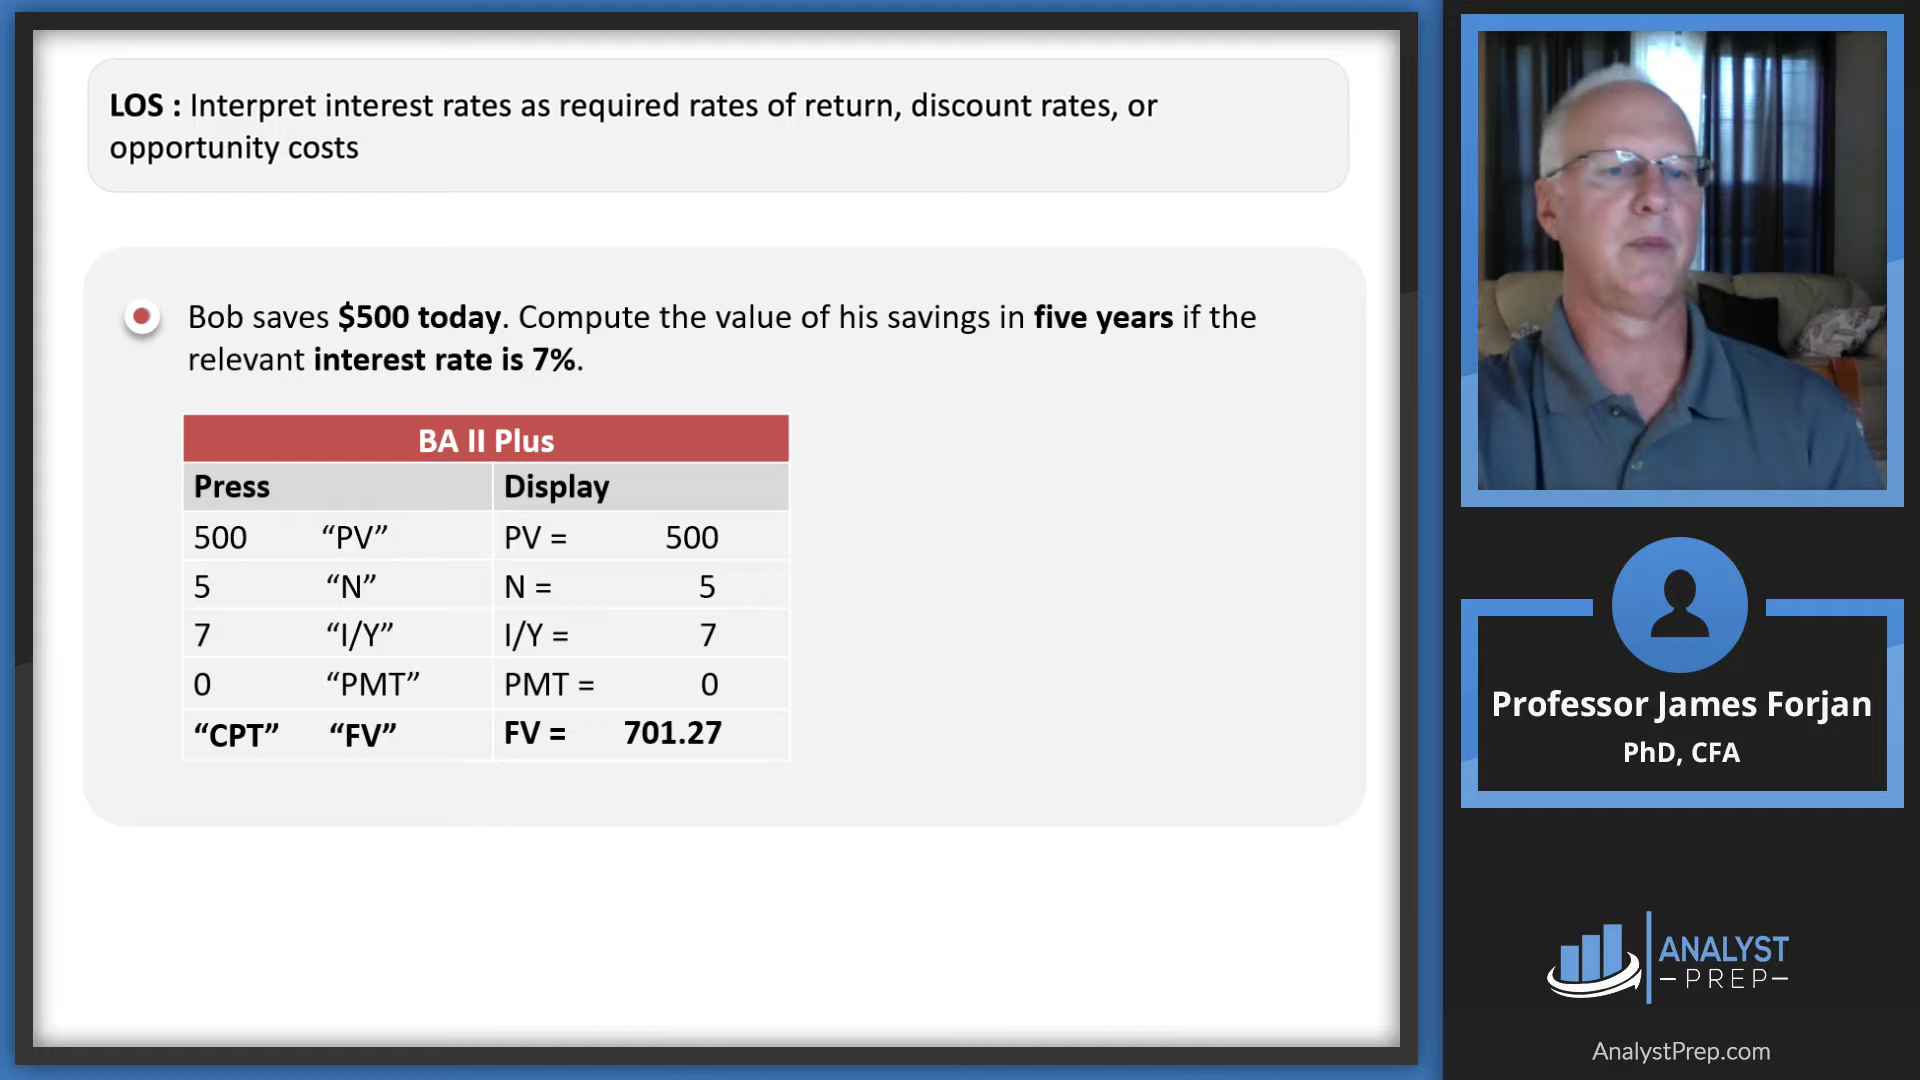 LOS : Interpret interest rates as required rates of return, discount rates, or
opportunity costs
Bob saves $500 today. Compute the value of his savings in five years if the
relevant interest rate is 7%.
BA II Plus
Press Display
500 “PV” PV = 500
5 “N” N = 5
7 “I/Y” I/Y = 7
0 “PMT” PMT = 0
“CPT” “FV” FV = 701.27
Professor James Forjan
PhD, CFA
ANALYST
PREP
AnalystPrep.com